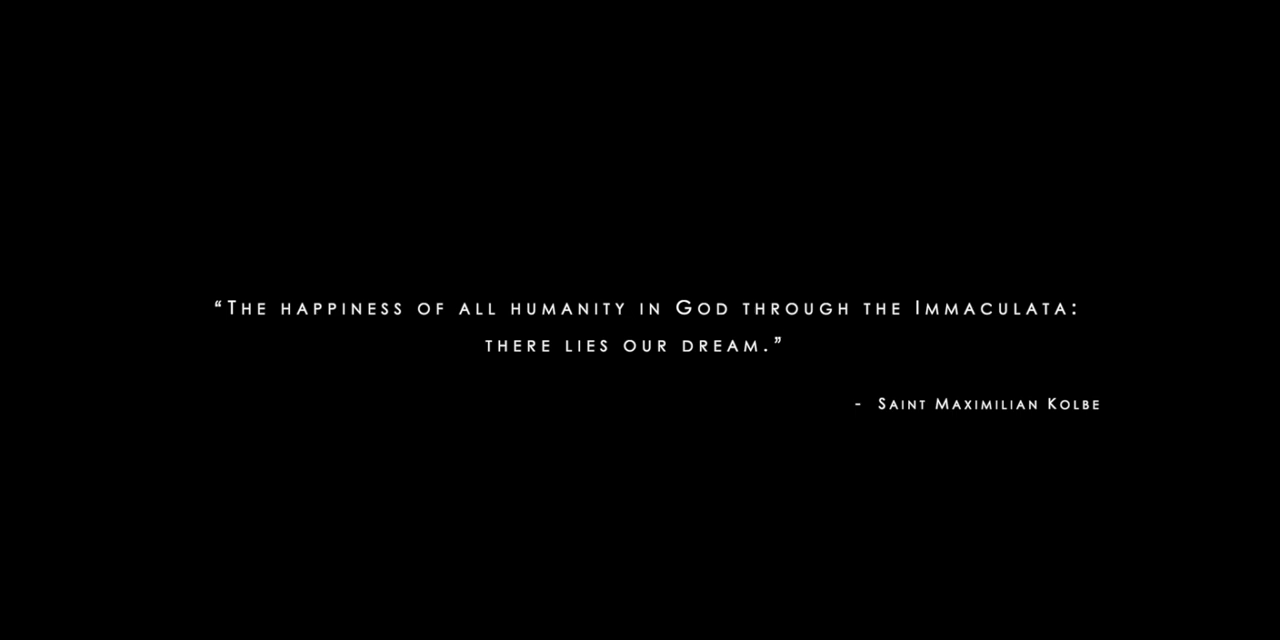 “The happiness of all humanity in God through the Immaculata:
there lies our dream.”
- Saint Maximilian Kolbe